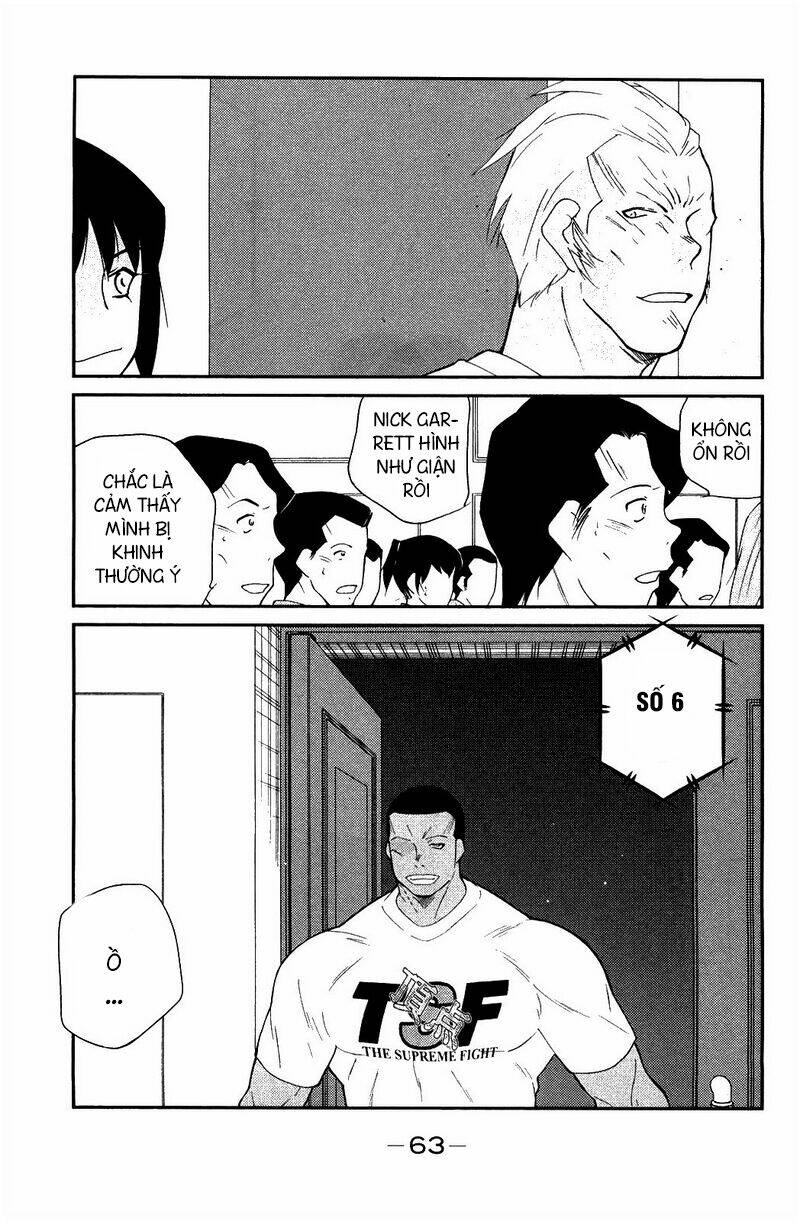 KHÔNG
ỔN RỒI
NICK GAR-
RETT HÌNH
NHƯ GIẬN
RỒI
CHẮC LÀ
CẢM THẤY
MÌNH BỊ
KHINH
THƯỜNG Ý
SỐ 6
Ồ
...
TSF
THE SUPREME FIGHT
-63-